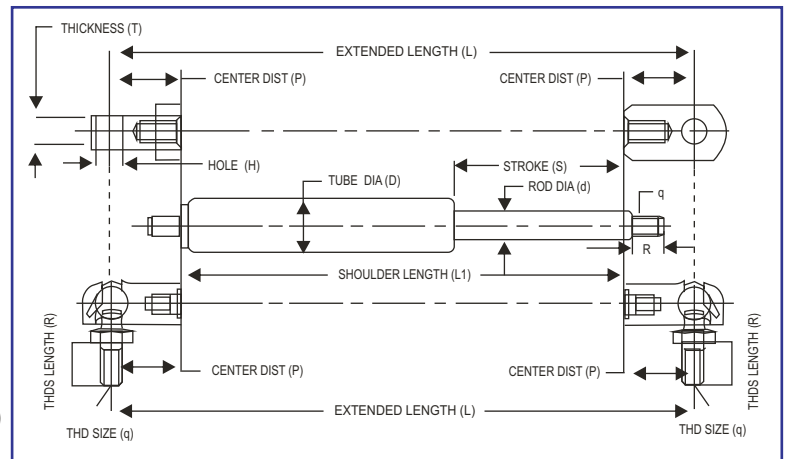 THICKNESS (T)
EXTENDED LENGTH (L)
CENTER DIST (P)
CENTER DIST (P)
HOLE (H)
STROKE (S)
TUBE DIA (D)
ROD DIA (d)
q
R
SHOULDER LENGTH (L1)
THDS LENGTH (R)
THDS LENGTH (R)
CENTER DIST (P)
CENTER DIST (P)
EXTENDED LENGTH (L)
THD SIZE (q)
THD SIZE (q)